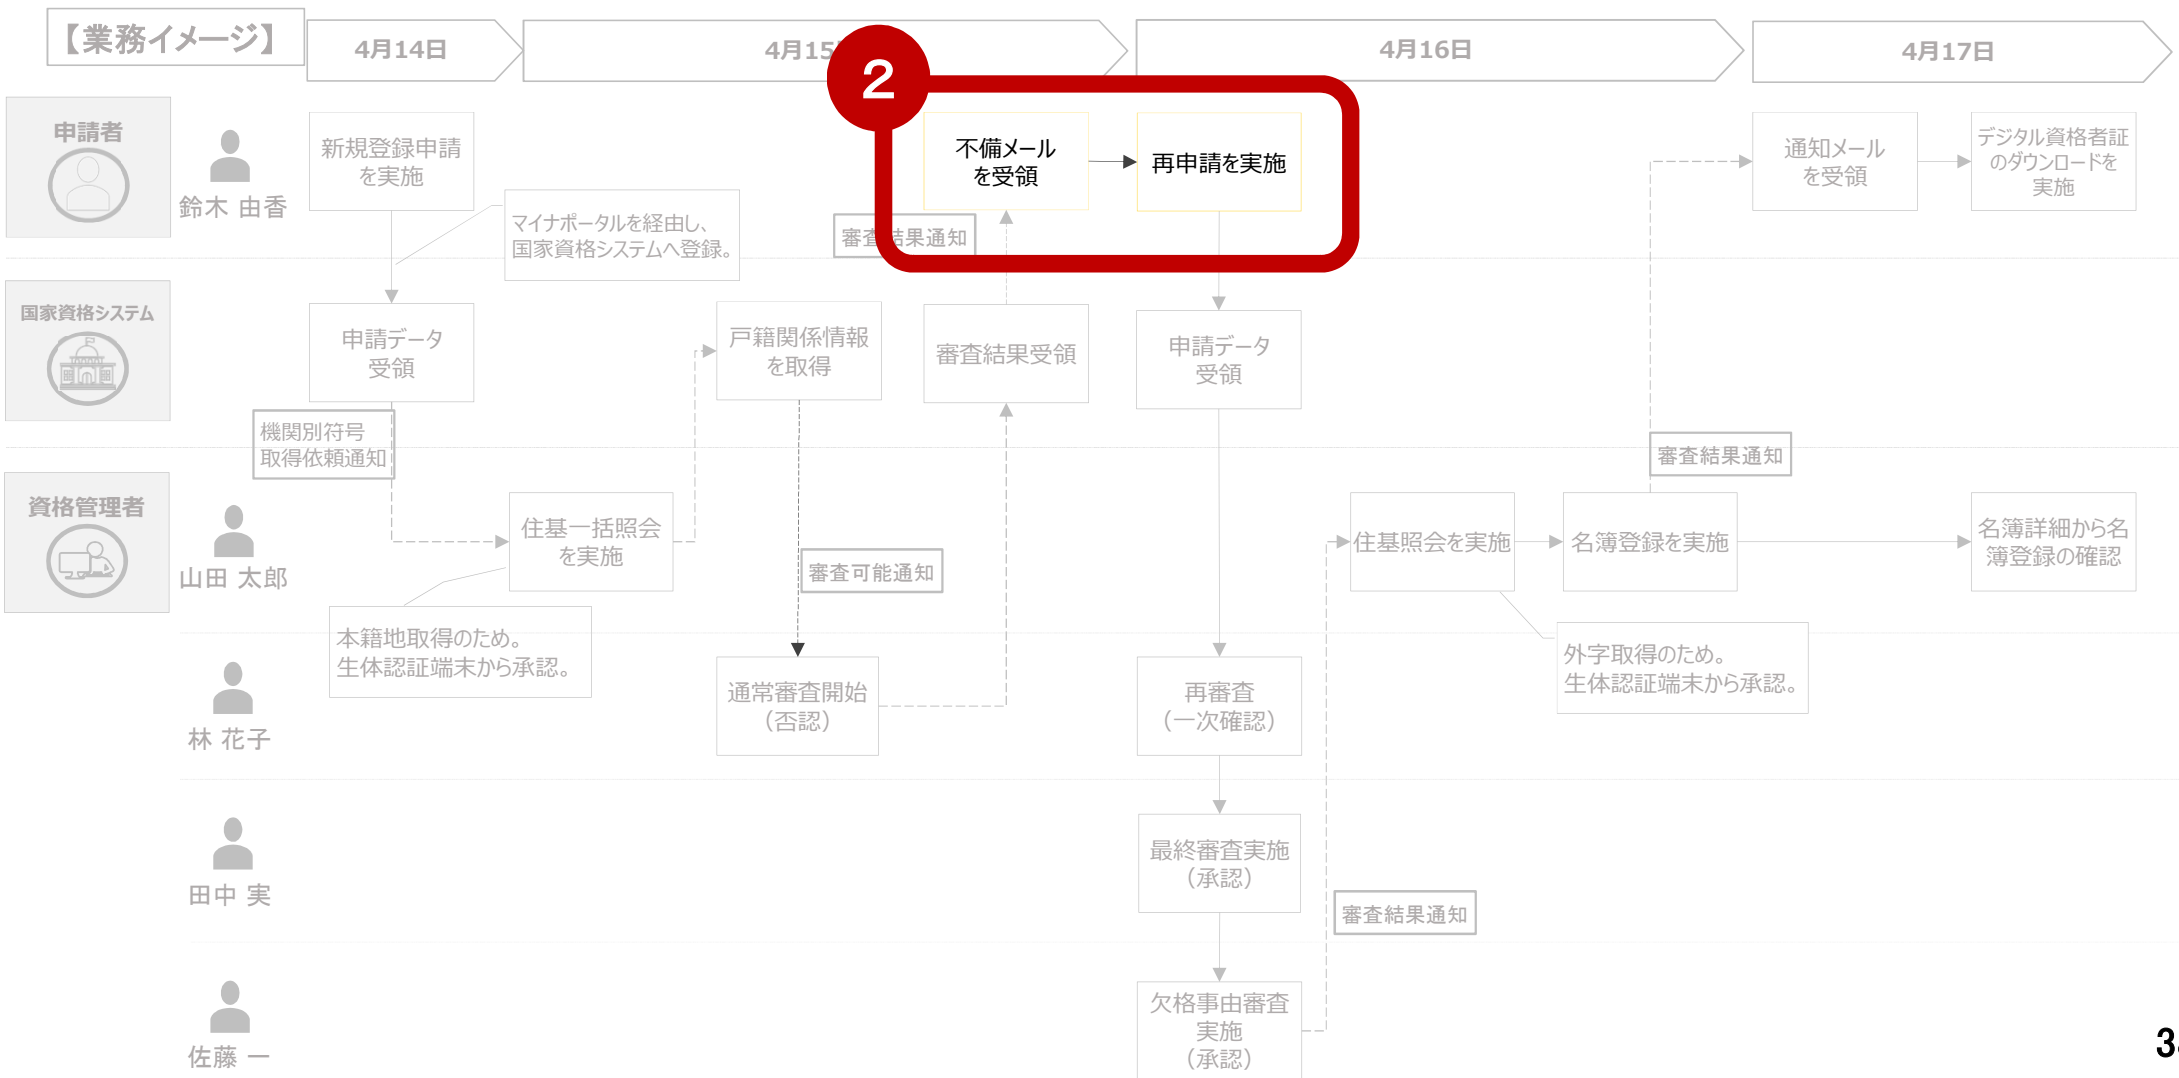 【業務イメージ】
4月14日
4月15
4月16日
4月17日
2
申請者
鈴木 由香
新規登録申請
を実施
マイナポータルを経由し、
国家資格システムへ登録。
不備メール
を受領
再申請を実施
審査結果通知
通知メール
を受領
デジタル資格者証
のダウンロードを
実施
国家資格システム
申請データ
受領
戸籍関係情報
を取得
審査結果受領
申請データ
受領
機関別符号
取得依頼通知
審査結果通知
資格管理者
山田 太郎
住基一括照会
を実施
審査可能通知
住基照会を実施
名簿登録を実施
名簿詳細から名
簿登録の確認
本籍地取得のため。
生体認証端末から承認。
外字取得のため。
生体認証端末から承認。
林 花子
通常審査開始
（否認）
再審査
（一次確認）
田中 実
最終審査実施
（承認）
審査結果通知
佐藤 一
欠格事由審査
実施
（承認）
3